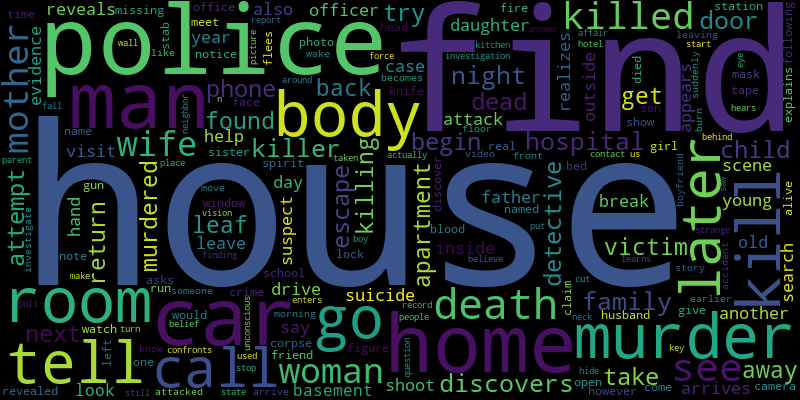 reveals missing police officer try find killed door station fire following
time office stab photo report meet daughter affair hotel leaving start
mother evidence like notice year also case answer
wall picture wake flees head force kitchen investigation becomes knife
man phone back night realizes outside get appears suddenly mask tape explains
neighbor face found body dead son died eye burn hears
fall wife help killer attack floor show
name sister begin hospital girl behind
parent visit spirit killing around actually video real front contact us child
attempt place taken discover bed boyfriend saw scene
gun day father named young alive
hand move escape detective break later kill search
return murdered window suspect apartment blood put victim old
investigate note leaf vision boy inside believe strange
house
make finding leave lock learns story accident
room asks school drive claim cut family earlier
run someone crime enters suicide record death neck husband give another
pull car go people home murder
next would belief unconscious morning say figure question key
tell watch turn left know confronts call used friend corpse woman see away
revealed look one attacked still state stop arrive basement shoot discovers hide open take however come arrives camera